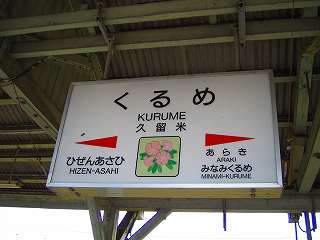 くるめ
KURUME
久留米
ひぜんあさひ
HIZEN-ASAHI
あらき
ARAKI
みなみくるめ
MINAMI-KURUME